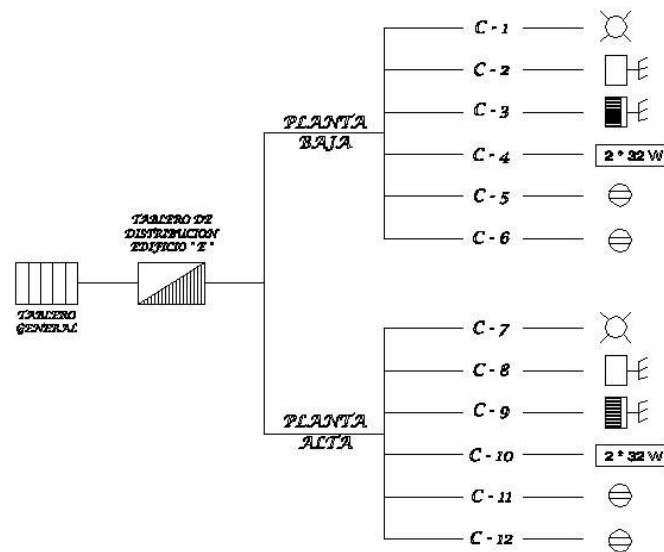 C - 1
C - 2
C - 3
PLANTA
BAJA
C - 4
2 * 32 W
C - 5
C - 6
TABLERO DE
DISTRIBUCION
EDIFICIO " E "
TABLERO
GENERAL
C - 7
C - 8
C - 9
PLANTA
ALTA
C - 10
2 * 32 W
C - 11
C - 12